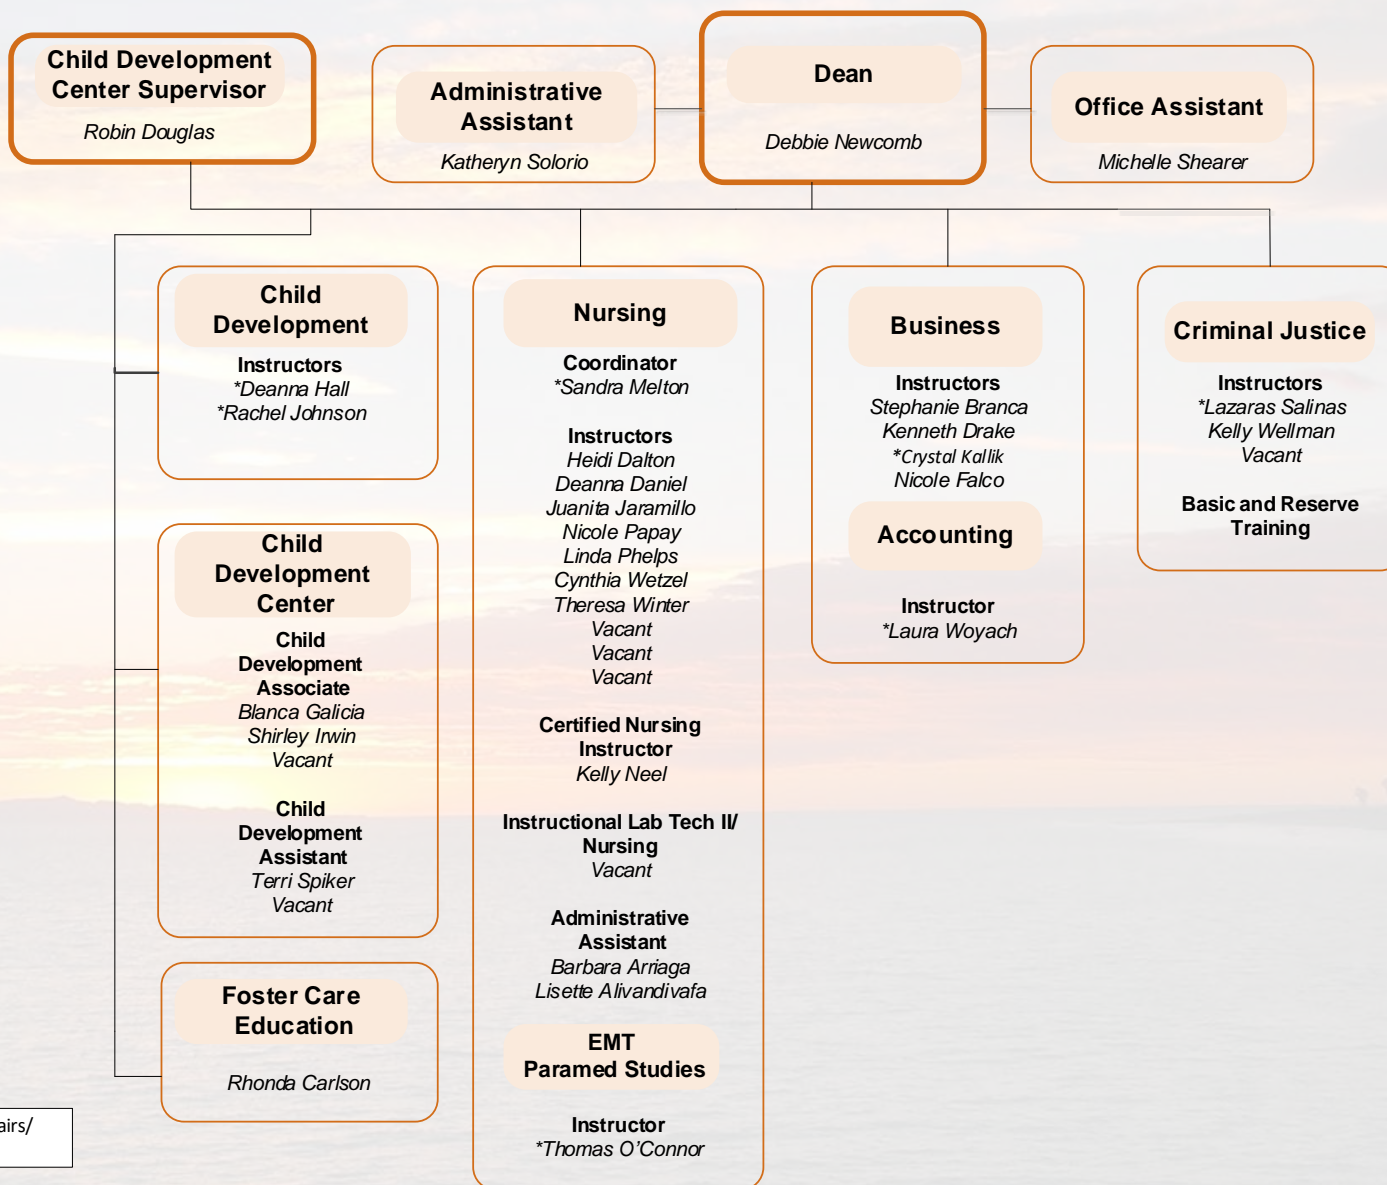 Child Development
Center Supervisor
Robin Douglas
Administrative
Assistant
Katheryn Solorio
Dean
Debbie Newcomb
Office Assistant
Michelle Shearer
Child
Development
Instructors
*Deanna Hall
*Rachel Johnson
Child
Development
Center
Child
Development
Associate
Blanca Galicia
Shirley Irwin
Vacant
Child
Development
Assistant
Terri Spiker
Vacant
Foster Care
Education
Rhonda Carlson
Nursing
Coordinator
*Sandra Melton
Instructors
Heidi Dalton
Deanna Daniel
Juanita Jaramillo
Nicole Papay
Linda Phelps
Cynthia Wetzel
Theresa Winter
Vacant
Vacant
Vacant
Certified Nursing
Instructor
Kelly Neel
Instructional Lab Tech II/
Nursing
Vacant
Administrative
Assistant
Barbara Arriaga
Lisette Alivandivafa
EMT
Paramed Studies
Instructor
*Thomas O’Connor
Business
Instructors
Stephanie Branca
Kenneth Drake
*Crystal Kallik
Nicole Falco
Accounting
Instructor
*Laura Woyach
Criminal Justice
Instructors
*Lazaras Salinas
Kelly Wellman
Vacant
Basic and Reserve
Training
airs/